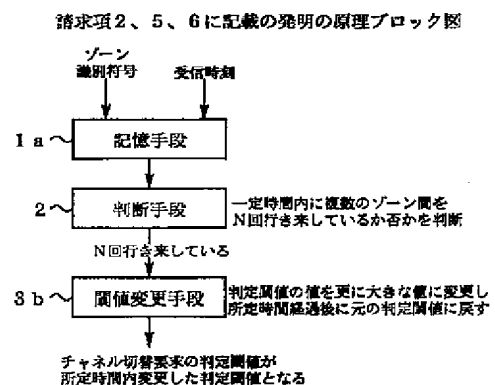 請求項2、5、6に記載の発明の原理ブロック図
ゾーン
識別符号
受信時刻
1a
記憶手段
2
判断手段
一定時間内に複数のゾーン間を
N回行き来しているか否かを判断
N回行き来している
3b
閾値変更手段
判定閾値の値を更に大きな値に変更し
所定時間経過後に元の判定閾値に戻す
チャネル切替要求の判定閾値が
所定時間内変更した判定閾値となる